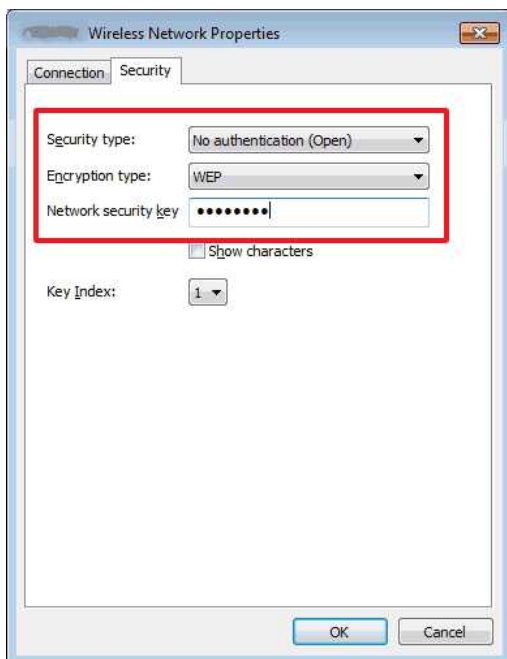 Wireless Network Properties
Connection Security
Security type: No authentication (Open)
Encryption type: WEP
Network security key ••••••••
Show characters
Key Index: 1
OK Cancel